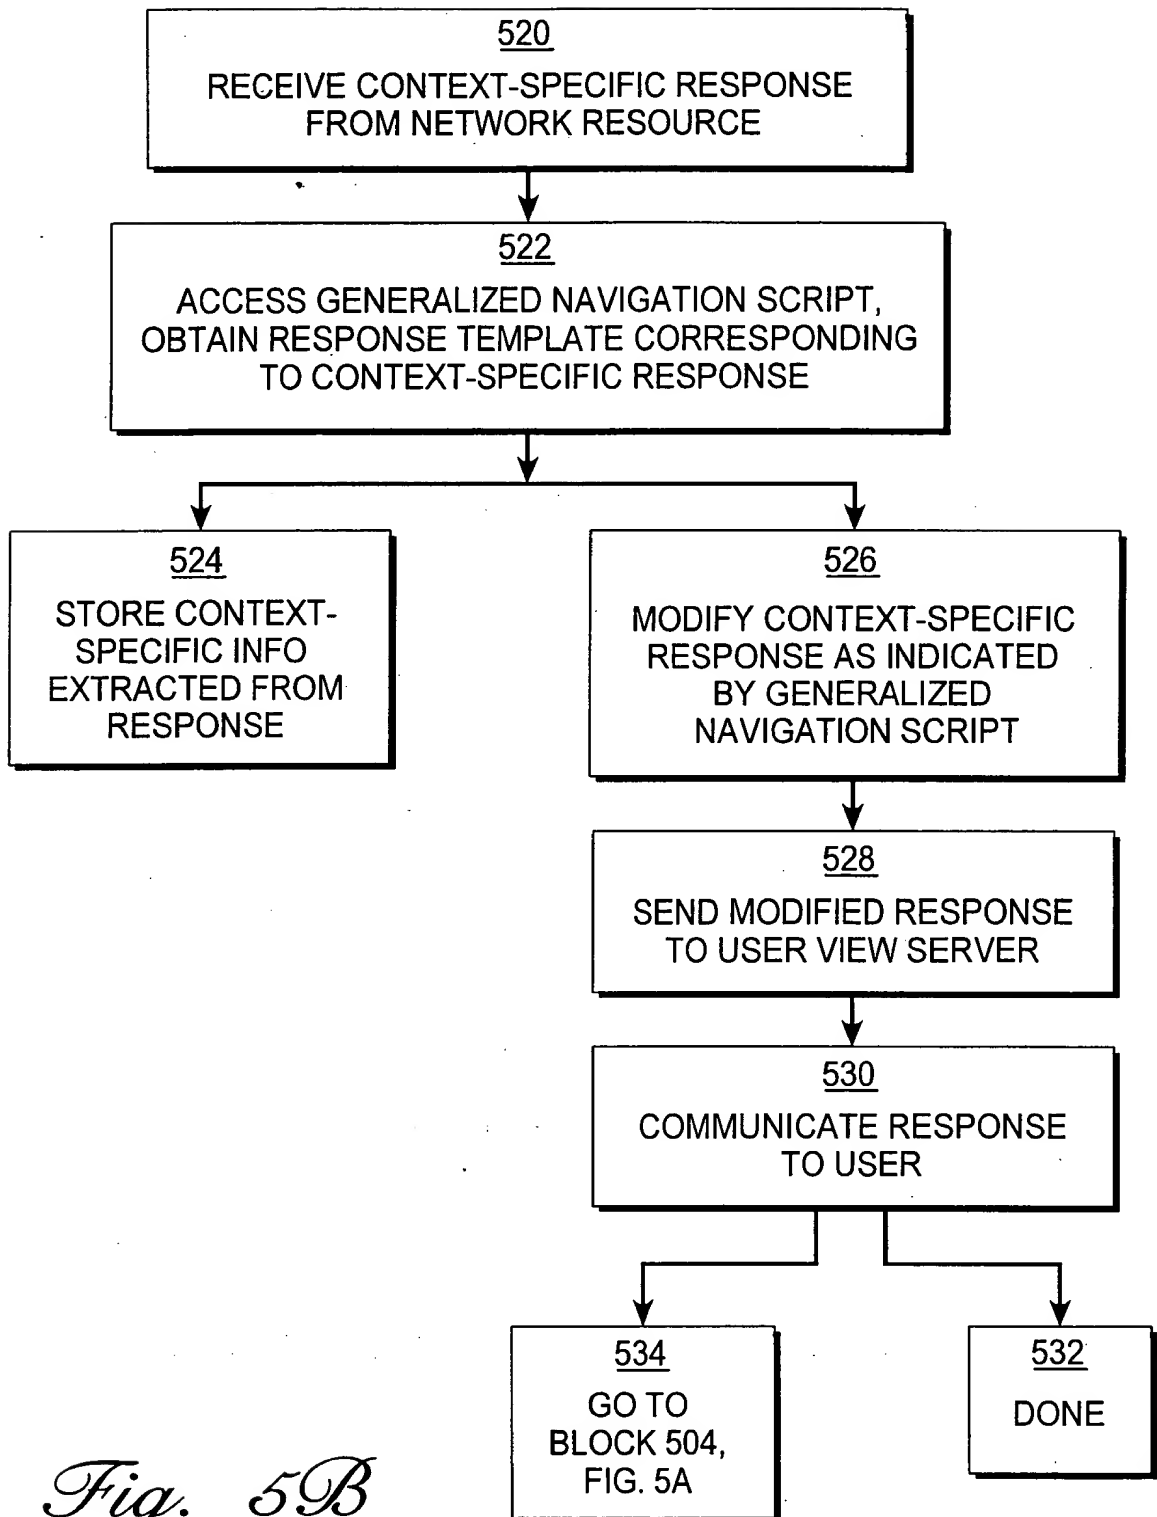 520
RECEIVE CONTEXT-SPECIFIC RESPONSE
FROM NETWORK RESOURCE
522
ACCESS GENERALIZED NAVIGATION SCRIPT,
OBTAIN RESPONSE TEMPLATE CORRESPONDING
TO CONTEXT-SPECIFIC RESPONSE
524
STORE CONTEXT-
SPECIFIC INFO
EXTRACTED FROM
RESPONSE
526
MODIFY CONTEXT-SPECIFIC
RESPONSE AS INDICATED
BY GENERALIZED
NAVIGATION SCRIPT
528
SEND MODIFIED RESPONSE
TO USER VIEW SERVER
530
COMMUNICATE RESPONSE
TO USER
534
GO TO
BLOCK 504,
FIG. 5A
532
DONE
Fig. 5B